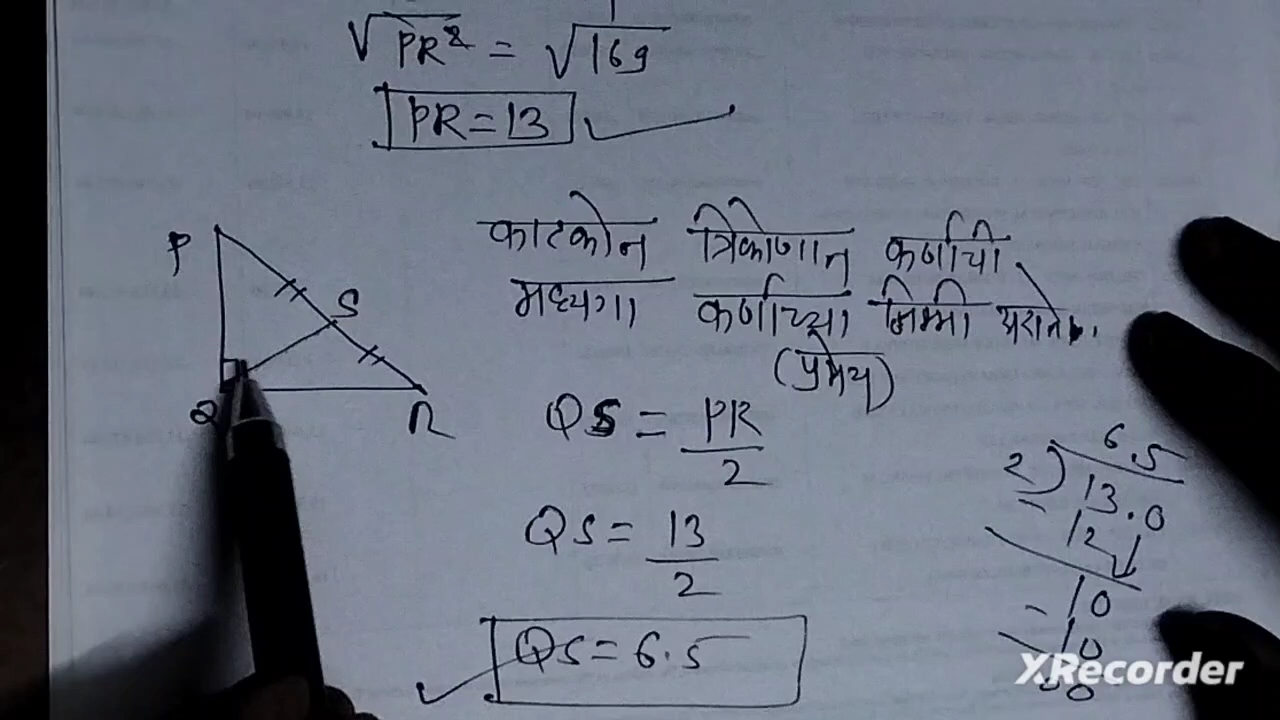 √PR² = √169
PR = 13
P
S
Q
R
काटकोन त्रिकोणात कर्णाची
मध्यगा कर्णाच्या निम्मी असते.
(प्रमेय)
QS = PR
2
QS = 13
2
QS = 6.5
6.5
2)13.0
12
10
10
00
XRecorder